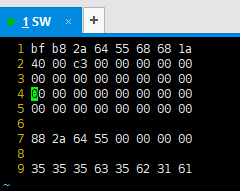 1 SW × +
1 bf b8 2a 64 55 68 68 1a
2 40 00 c3 00 00 00 00 00
3 00 00 00 00 00 00 00 00
4 00 00 00 00 00 00 00 00
5 00 00 00 00 00 00 00 00
6
7 88 2a 64 55 00 00 00 00
8
9 35 35 35 63 35 62 31 61
~